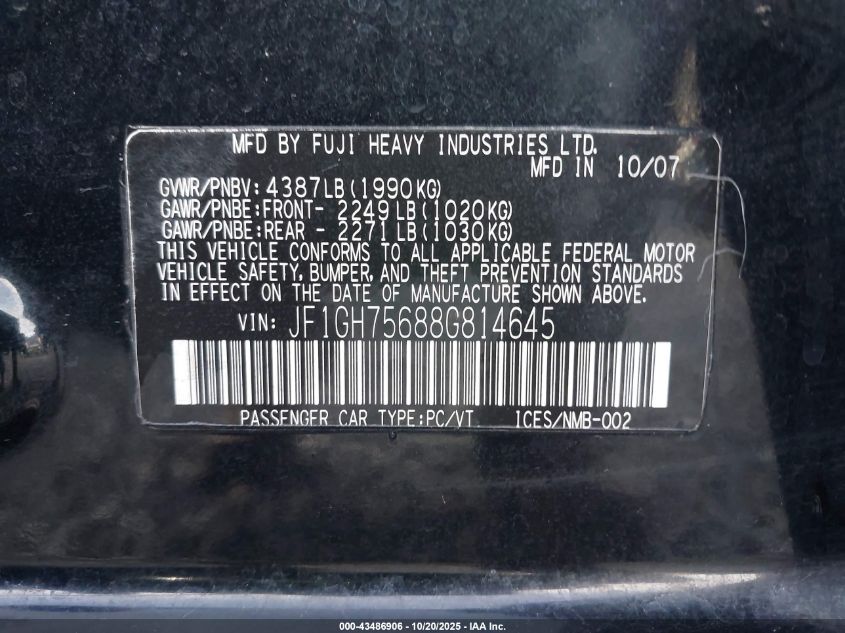 MFD BY FUJI HEAVY INDUSTRIES LTD.
MFD IN 10/07
GVWR/PNBV: 4387LB(1990KG)
GAWR/PNBE:FRONT- 2249LB(1020KG)
GAWR/PNBE:REAR - 2271LB(1030KG)
THIS VEHICLE CONFORMS TO ALL APPLICABLE FEDERAL MOTOR
VEHICLE SAFETY, BUMPER, AND THEFT PREVENTION STANDARDS
IN EFFECT ON THE DATE OF MANUFACTURE SHOWN ABOVE.
VIN: JF1GH75688G814645
PASSENGER CAR TYPE:PC/VT ICES/NMB-002
000-43486906 - 10/20/2025 - IAA Inc.